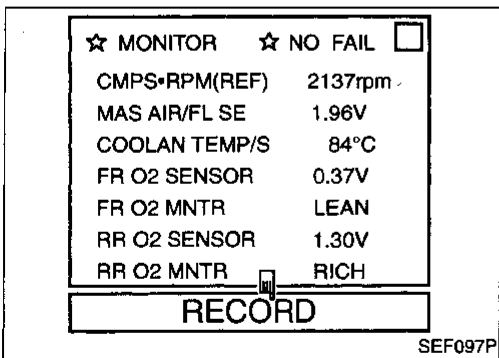 ☆ MONITOR ☆ NO FAIL
CMPS•RPM(REF) 2137rpm
MAS AIR/FL SE 1.96V
COOLAN TEMP/S 84°C
FR O2 SENSOR 0.37V
FR O2 MNTR LEAN
RR O2 SENSOR 1.30V
RR O2 MNTR RICH
RECORD
SEF097P